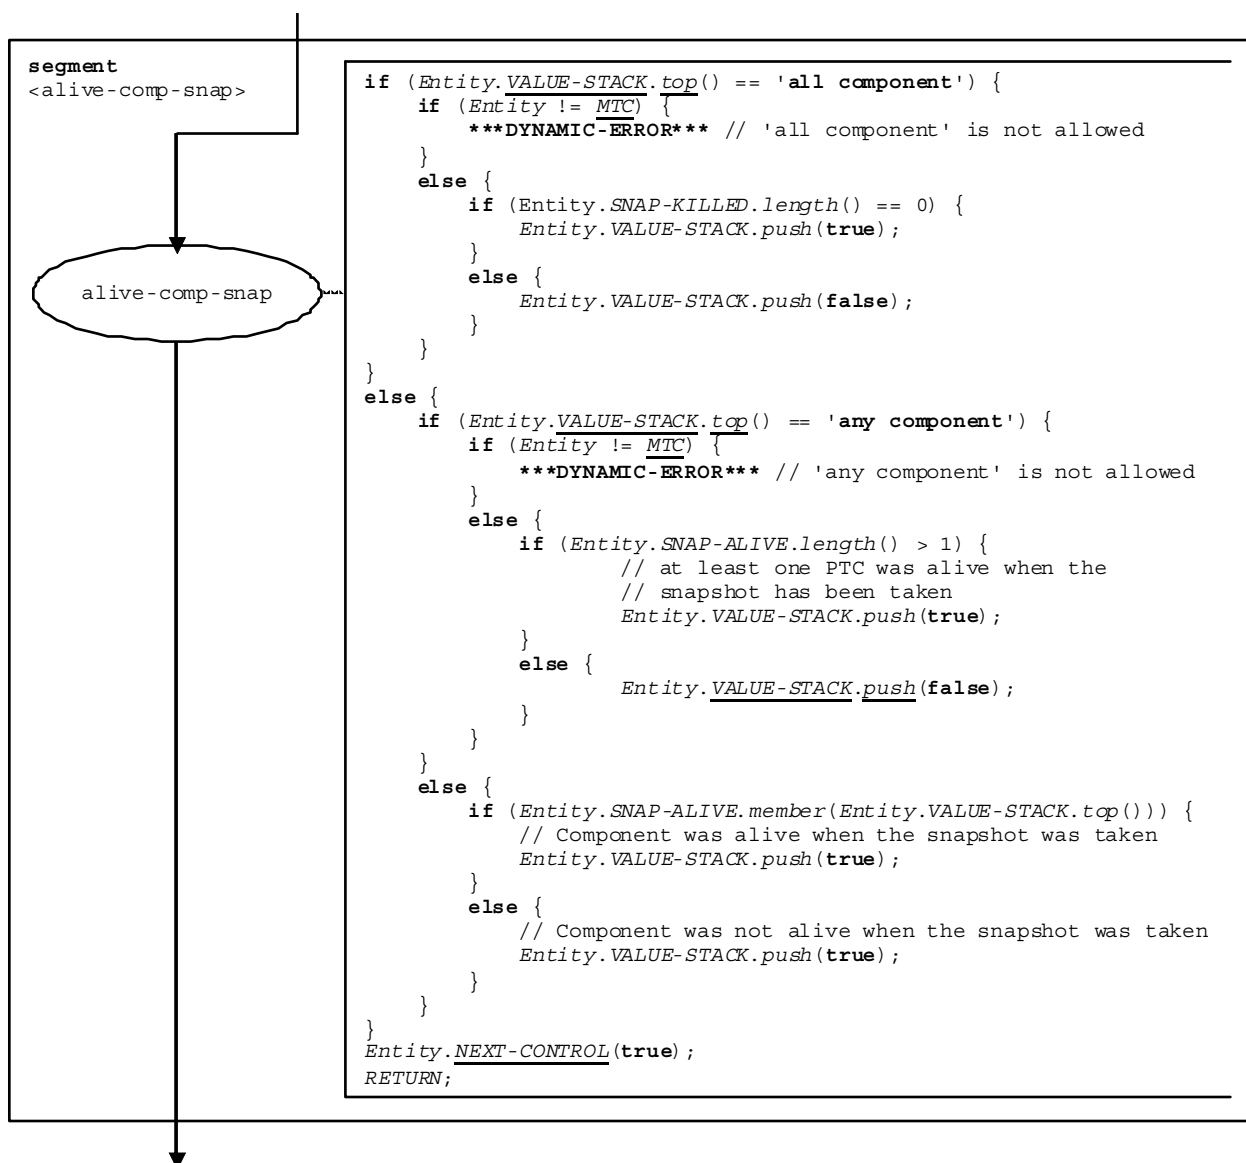 segment
<alive-comp-snap>
alive-comp-snap
if (Entity.VALUE-STACK.top() == 'all component') {
if (Entity != MTC) {
***DYNAMIC-ERROR*** // 'all component' is not allowed
}
else {
if (Entity.SNAP-KILLED.length() == 0) {
Entity.VALUE-STACK.push(true);
}
else {
Entity.VALUE-STACK.push(false);
}
}
}
else {
if (Entity.VALUE-STACK.top() == 'any component') {
if (Entity != MTC) {
***DYNAMIC-ERROR*** // 'any component' is not allowed
}
else {
if (Entity.SNAP-ALIVE.length() > 1) {
// at least one PTC was alive when the
// snapshot has been taken
Entity.VALUE-STACK.push(true);
}
else {
Entity.VALUE-STACK.push(false);
}
}
}
else {
if (Entity.SNAP-ALIVE.member(Entity.VALUE-STACK.top())) {
// Component was alive when the snapshot was taken
Entity.VALUE-STACK.push(true);
}
else {
// Component was not alive when the snapshot was taken
Entity.VALUE-STACK.push(true);
}
}
}
Entity.NEXT-CONTROL(true);
RETURN;